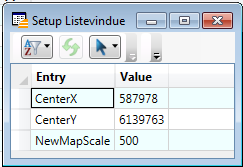 Setup Listevindue
Entry Value
CenterX 587978
CenterY 6139763
NewMapScale 500